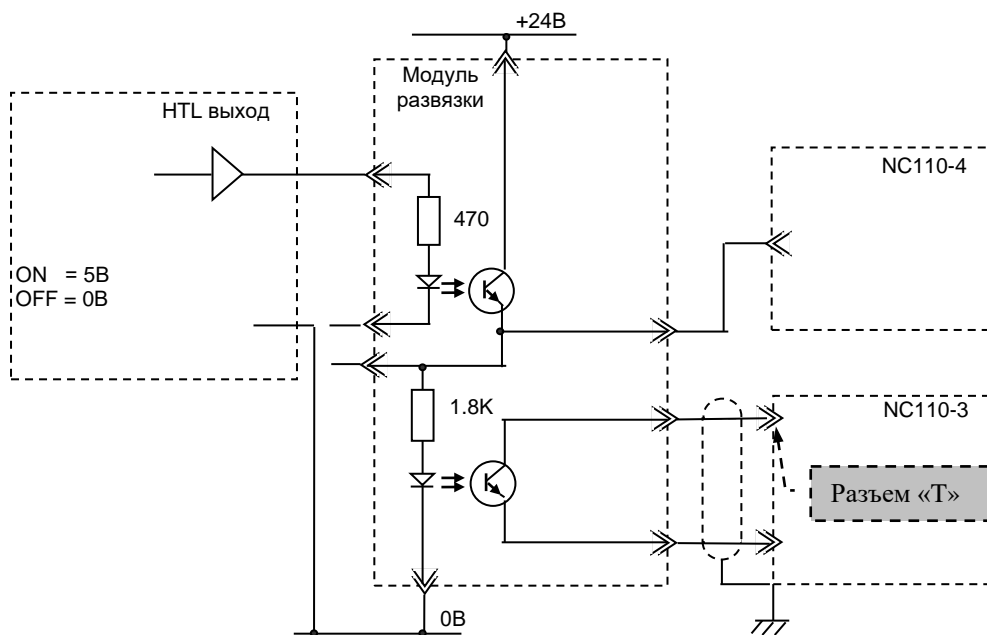 +24В
Модуль
развязки
HTL выход
NC110-4
470
ON = 5В
OFF = 0В
1.8K
NC110-3
Разъем «Т»
0В